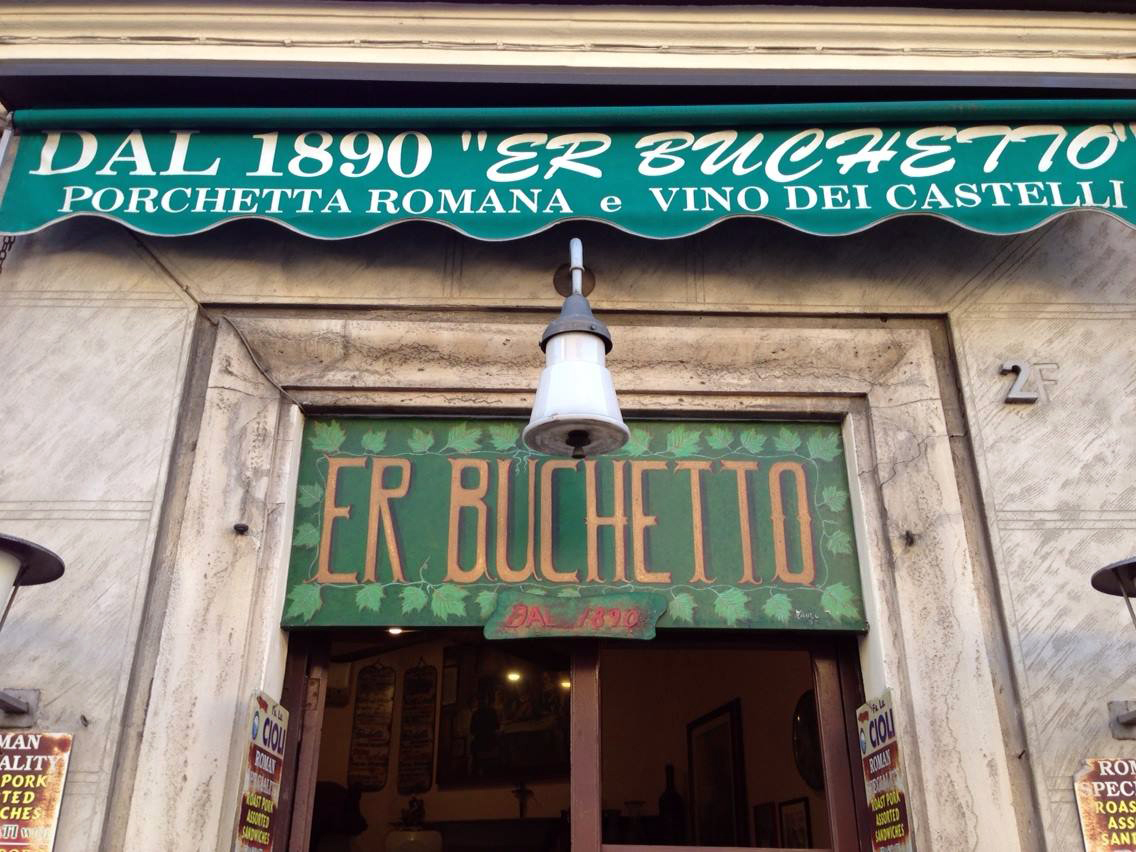 DAL 1890 "ER BUCHETTO"
PORCHETTA ROMANA e VINO DEI CASTELLI
2F
ER BUCHETTO
DAL 1890
CIOLI
ROMAN
ROAST PORK
ASSORTED
SANDWICHES
CIOLI
ROMAN
ROAST PORK
ASSORTED
SANDWICHES